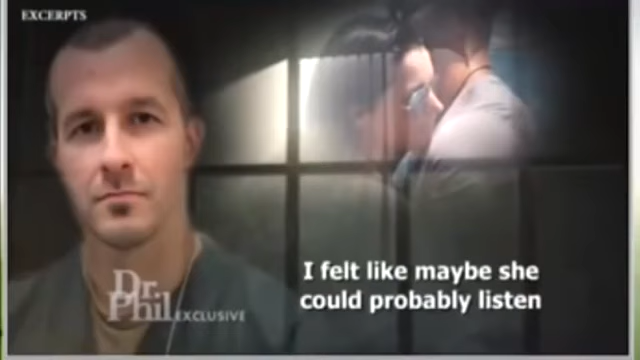 EXCERPTS
I felt like maybe she
could probably listen
Dr.
Phil EXCLUSIVE